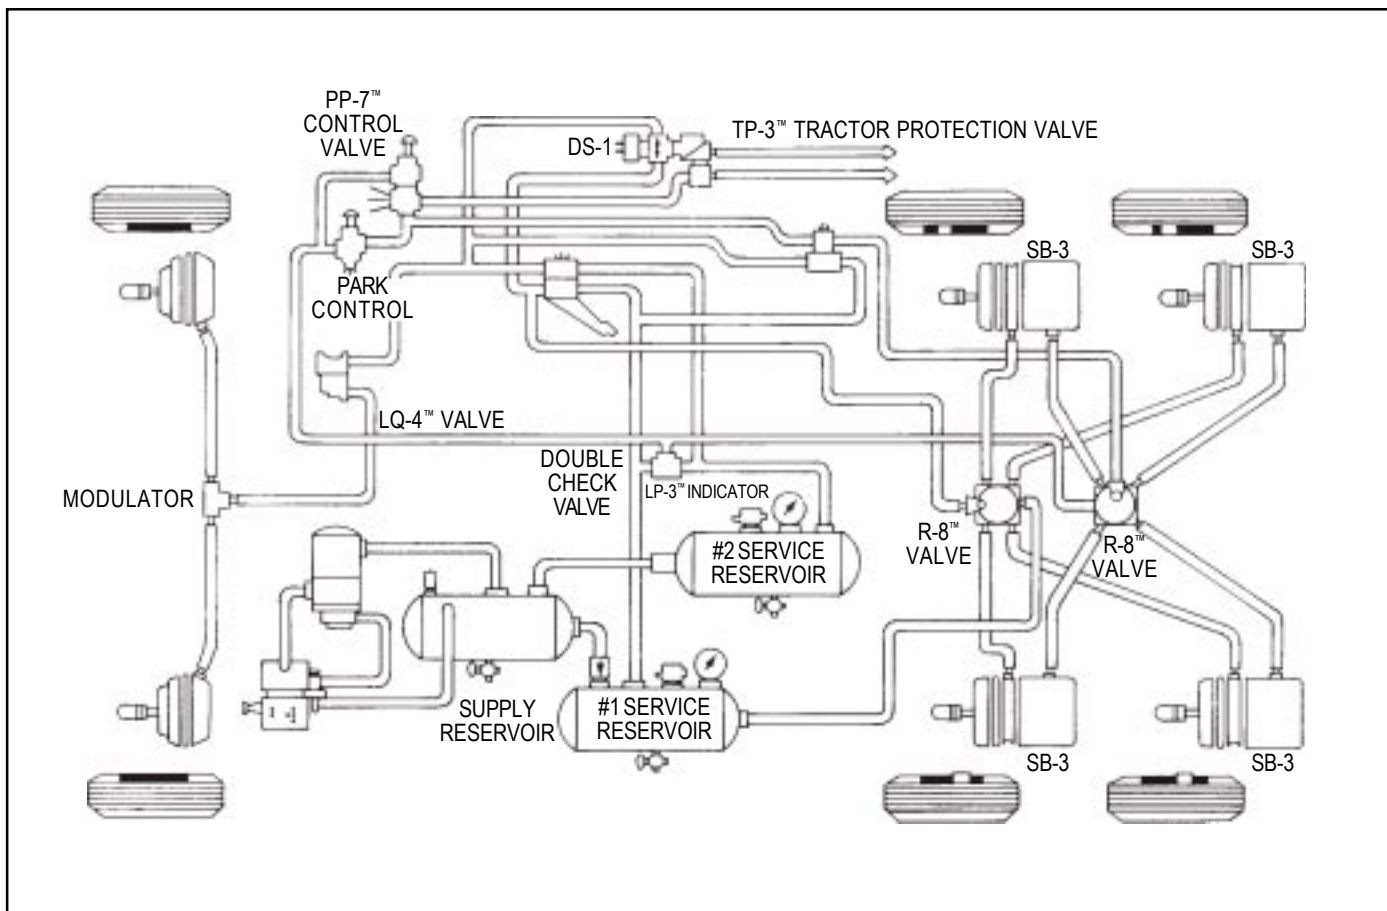 PP-7™
CONTROL
VALVE
DS-1
TP-3™ TRACTOR PROTECTION VALVE
SB-3
SB-3
PARK
CONTROL
LQ-4™ VALVE
MODULATOR
DOUBLE
CHECK
VALVE
LP-3™ INDICATOR
#2 SERVICE
RESERVOIR
R-8™
VALVE
R-8™
VALVE
SUPPLY
RESERVOIR
#1 SERVICE
RESERVOIR
SB-3
SB-3